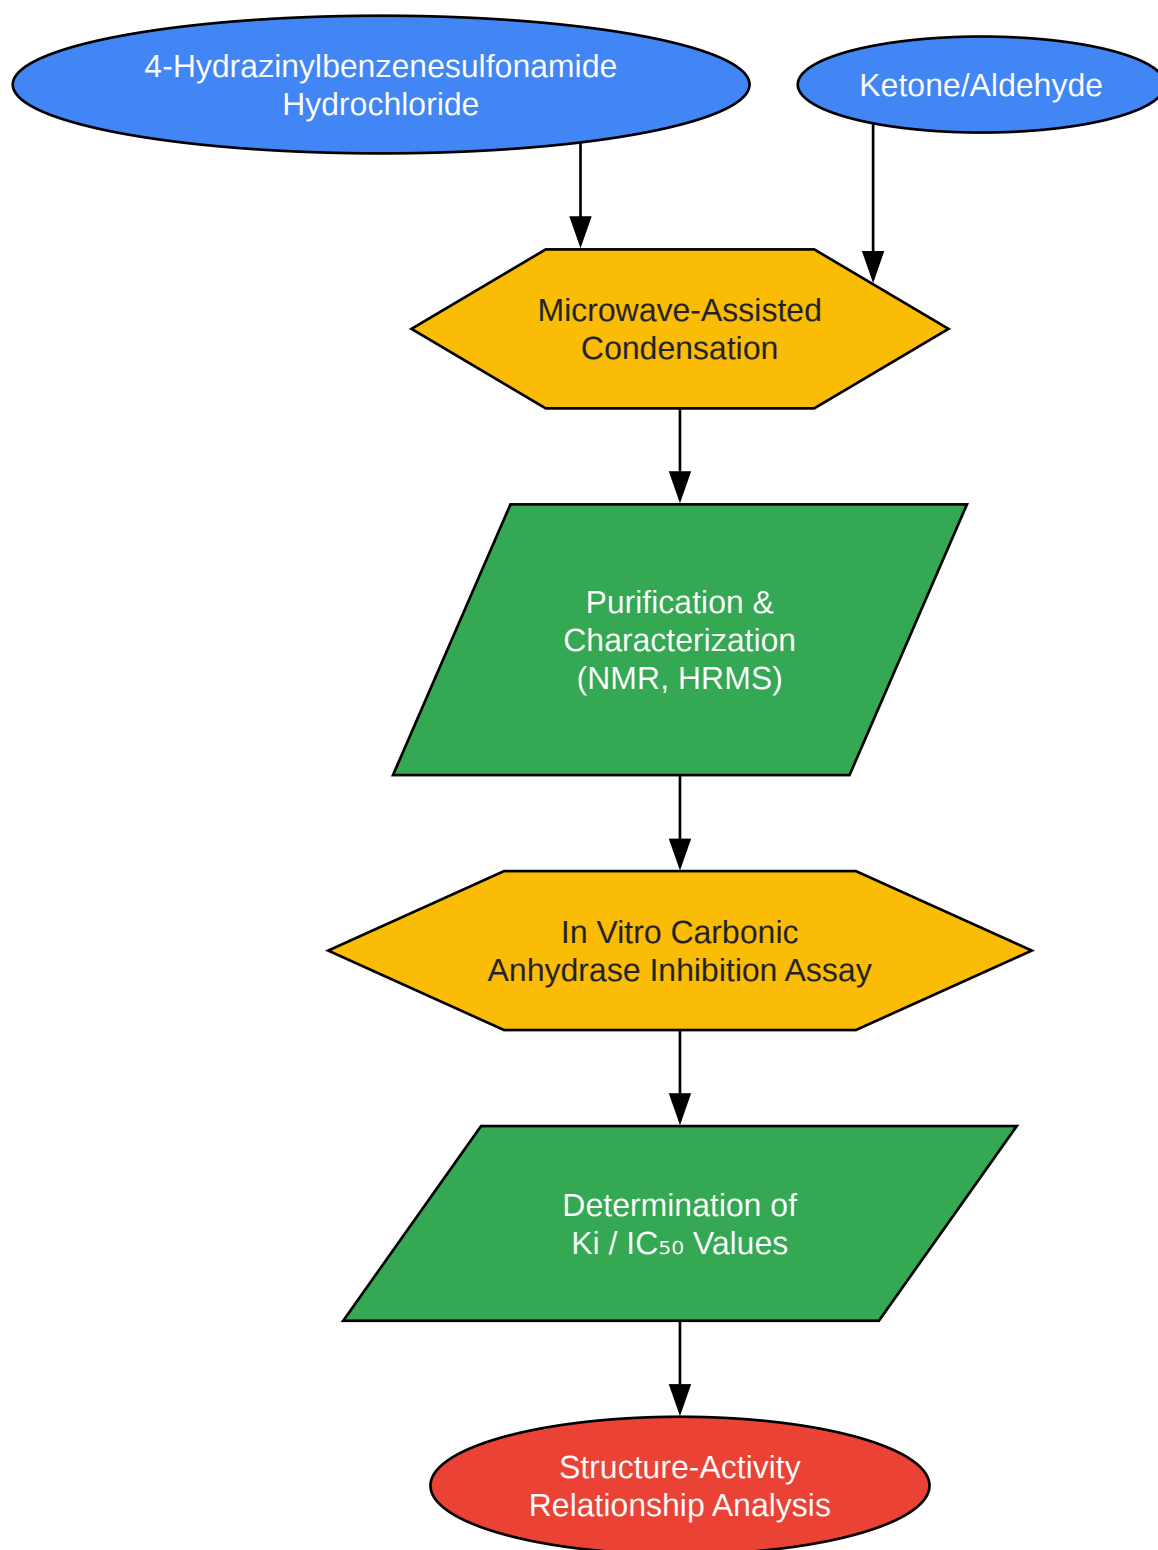 4-Hydrazinylbenzenesulfonamide
Hydrochloride
Ketone/Aldehyde
Microwave-Assisted
Condensation
Purification &
Characterization
(NMR, HRMS)
In Vitro Carbonic
Anhydrase Inhibition Assay
Determination of
Ki / IC₅₀ Values
Structure-Activity
Relationship Analysis